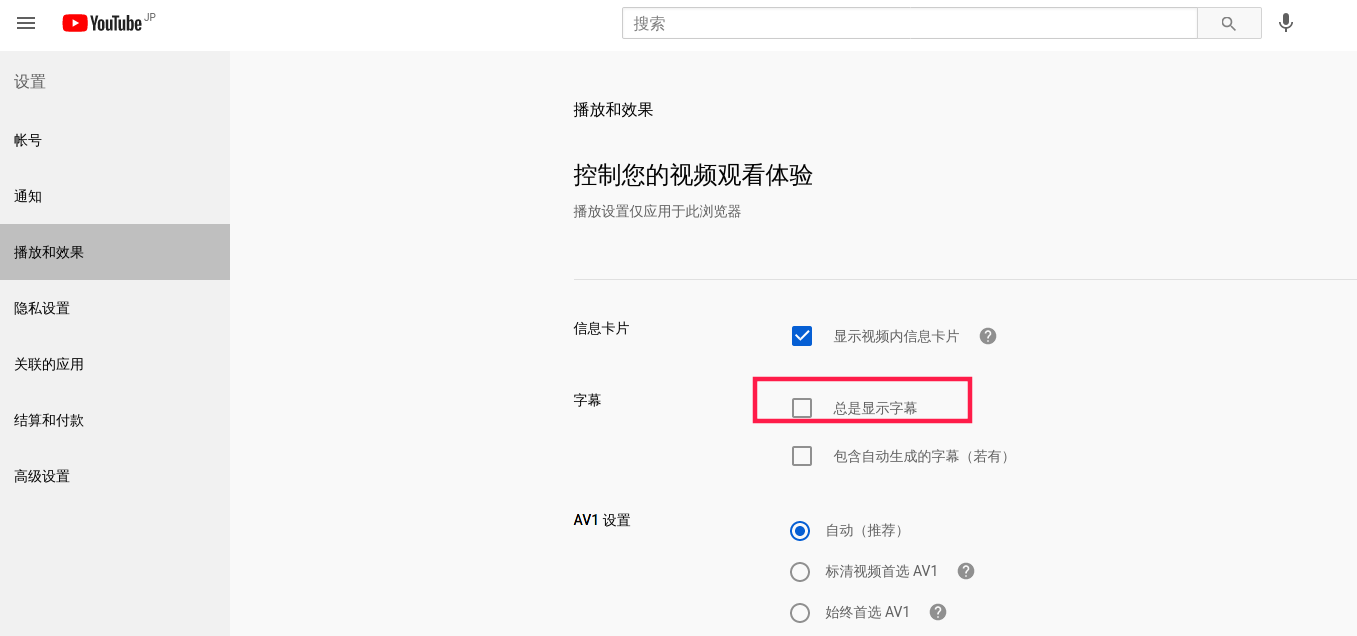 YouTube JP
搜索
设置
帐号
通知
播放和效果
隐私设置
关联的应用
结算和付款
高级设置
播放和效果
控制您的视频观看体验
播放设置仅应用于此浏览器
信息卡片
显示视频内信息卡片
字幕
总是显示字幕
包含自动生成的字幕（若有）
AV1 设置
自动（推荐）
标清视频首选 AV1
始终首选 AV1